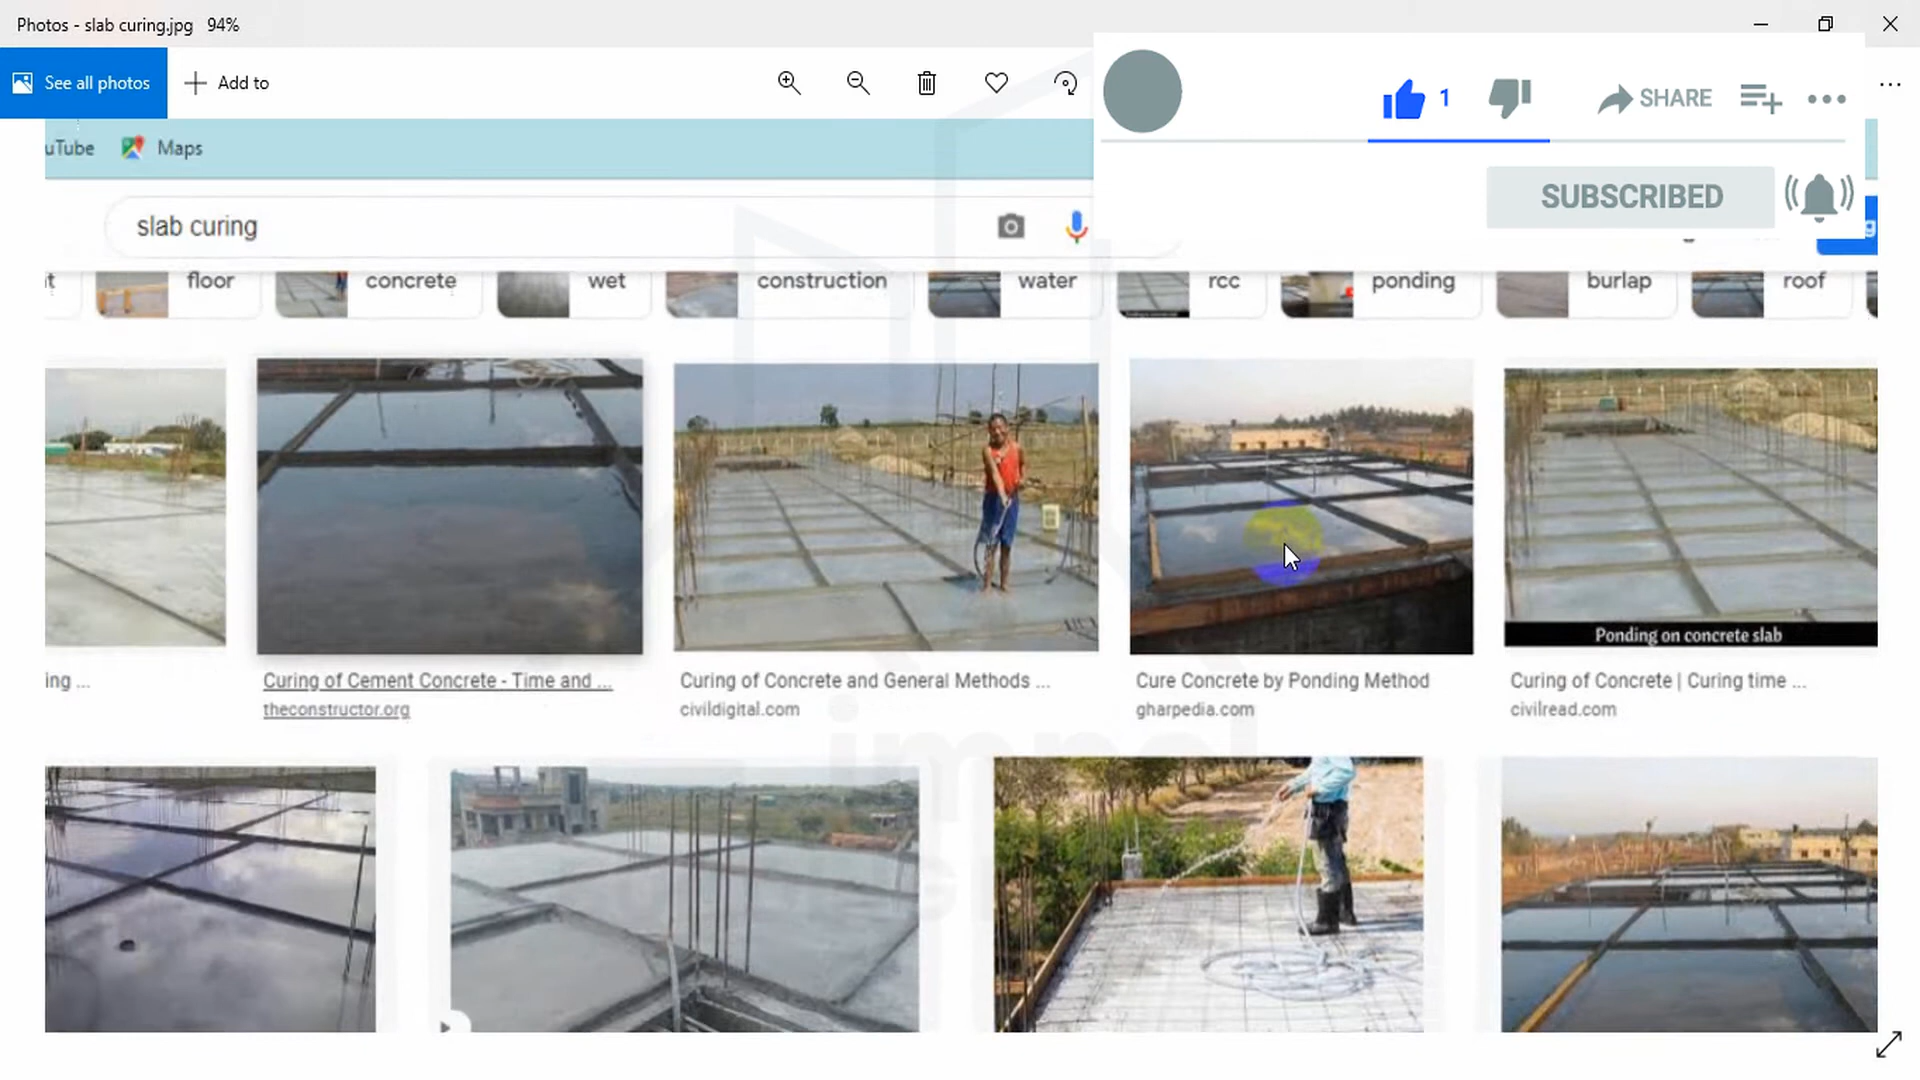 Photos - slab curing.jpg 94%
See all photos
Add to
1
SHARE
uTube
Maps
SUBSCRIBED
slab curing
floor
concrete
wet
construction
water
rcc
ponding
burlap
roof
Ponding on concrete slab
ing ...
Curing of Cement Concrete - Time and ...
theconstructor.org
Curing of Concrete and General Methods ...
civildigital.com
Cure Concrete by Ponding Method
gharpedia.com
Curing of Concrete | Curing time ...
civilread.com